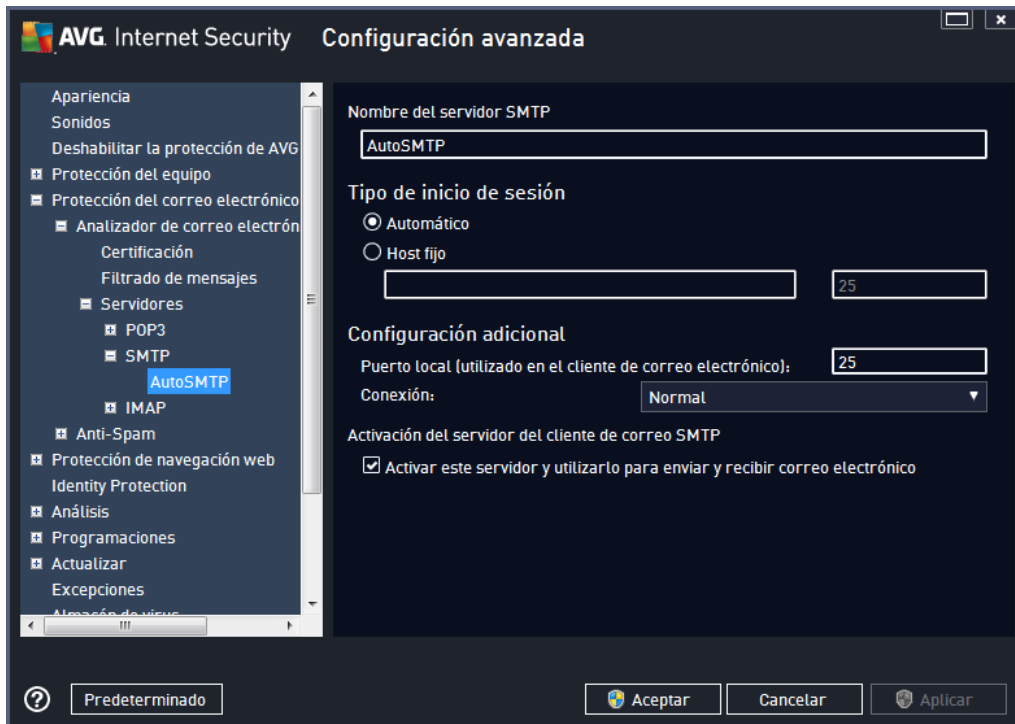 AVG. Internet Security
Configuración avanzada
Apariencia
Sonidos
Deshabilitar la protección de AVG
Protección del equipo
Protección del correo electrónico
Analizador de correo electrón
Certificación
Filtrado de mensajes
Servidores
POP3
SMTP
AutoSMTP
IMAP
Anti-Spam
Protección de navegación web
Identity Protection
Análisis
Programaciones
Actualizar
Excepciones
Almacén de virus
Nombre del servidor SMTP
AutoSMTP
Tipo de inicio de sesión
Automático
Host fijo
25
Configuración adicional
Puerto local (utilizado en el cliente de correo electrónico): 25
Conexión: Normal
Activación del servidor del cliente de correo SMTP
Activar este servidor y utilizarlo para enviar y recibir correo electrónico
? Predeterminado Aceptar Cancelar Aplicar